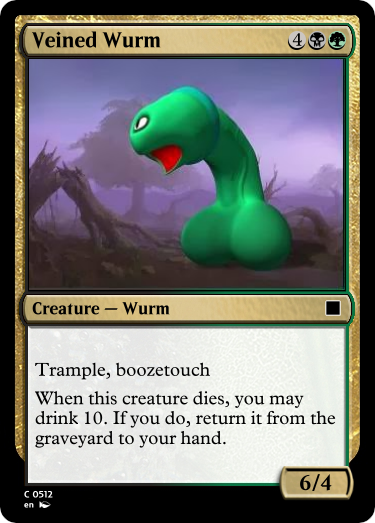 Veined Wurm 4
Creature — Wurm
Trample, boozetouch
When this creature dies, you may
drink 10. If you do, return it from the
graveyard to your hand.
6/4
C 0512
en